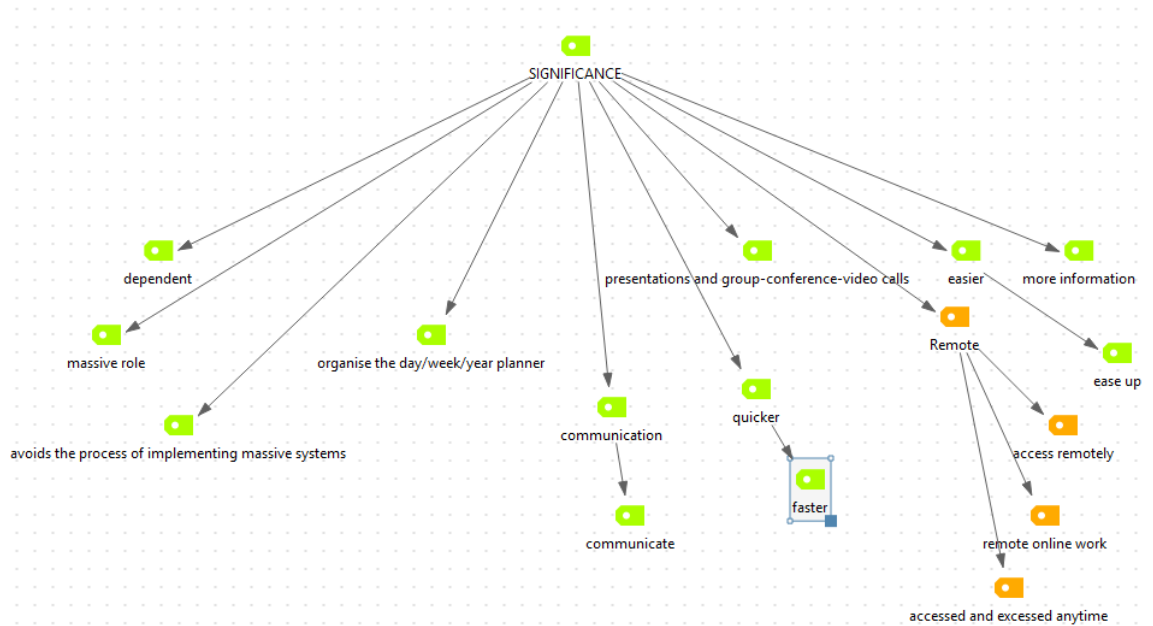 SIGNIFICANCE
dependent
presentations and group-conference-video calls
easier
more information
massive role
organise the day/week/year planner
Remote
ease up
avoids the process of implementing massive systems
communication
quicker
access remotely
faster
communicate
remote online work
accessed and excessed anytime